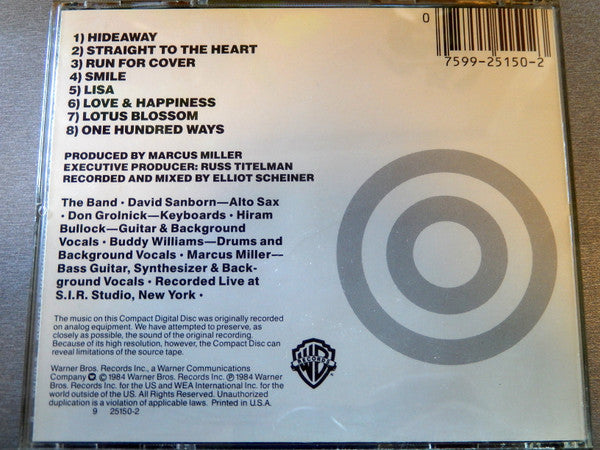 0
7599-25150-2
1) HIDEAWAY
2) STRAIGHT TO THE HEART
3) RUN FOR COVER
4) SMILE
5) LISA
6) LOVE & HAPPINESS
7) LOTUS BLOSSOM
8) ONE HUNDRED WAYS
PRODUCED BY MARCUS MILLER
EXECUTIVE PRODUCER: RUSS TITELMAN
RECORDED AND MIXED BY ELLIOT SCHEINER
The Band • David Sanborn—Alto Sax
• Don Grolnick—Keyboards • Hiram
Bullock—Guitar & Background
Vocals • Buddy Williams—Drums and
Background Vocals • Marcus Miller—
Bass Guitar, Synthesizer & Back-
ground Vocals • Recorded Live at
S.I.R. Studio, New York •
The music on this Compact Digital Disc was originally recorded
on analog equipment. We have attempted to preserve, as
closely as possible, the sound of the original recording.
Because of its high resolution, however, the Compact Disc can
reveal limitations of the source tape.
Warner Bros. Records Inc., a Warner Communications
Company Ⓦ. © 1984 Warner Bros. Records Inc. ℗ 1984 Warner
Bros. Records Inc. for the US and WEA International Inc. for the
world outside of the US. All Rights Reserved. Unauthorized
duplication is a violation of applicable laws. Printed in U.S.A.
9 25150-2
WB
RECORDS